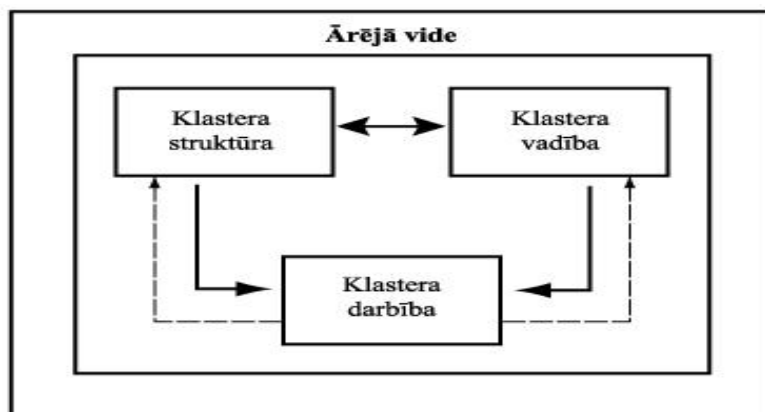 Ārējā vide
Klastera
struktūra
Klastera
vadība
Klastera
darbība